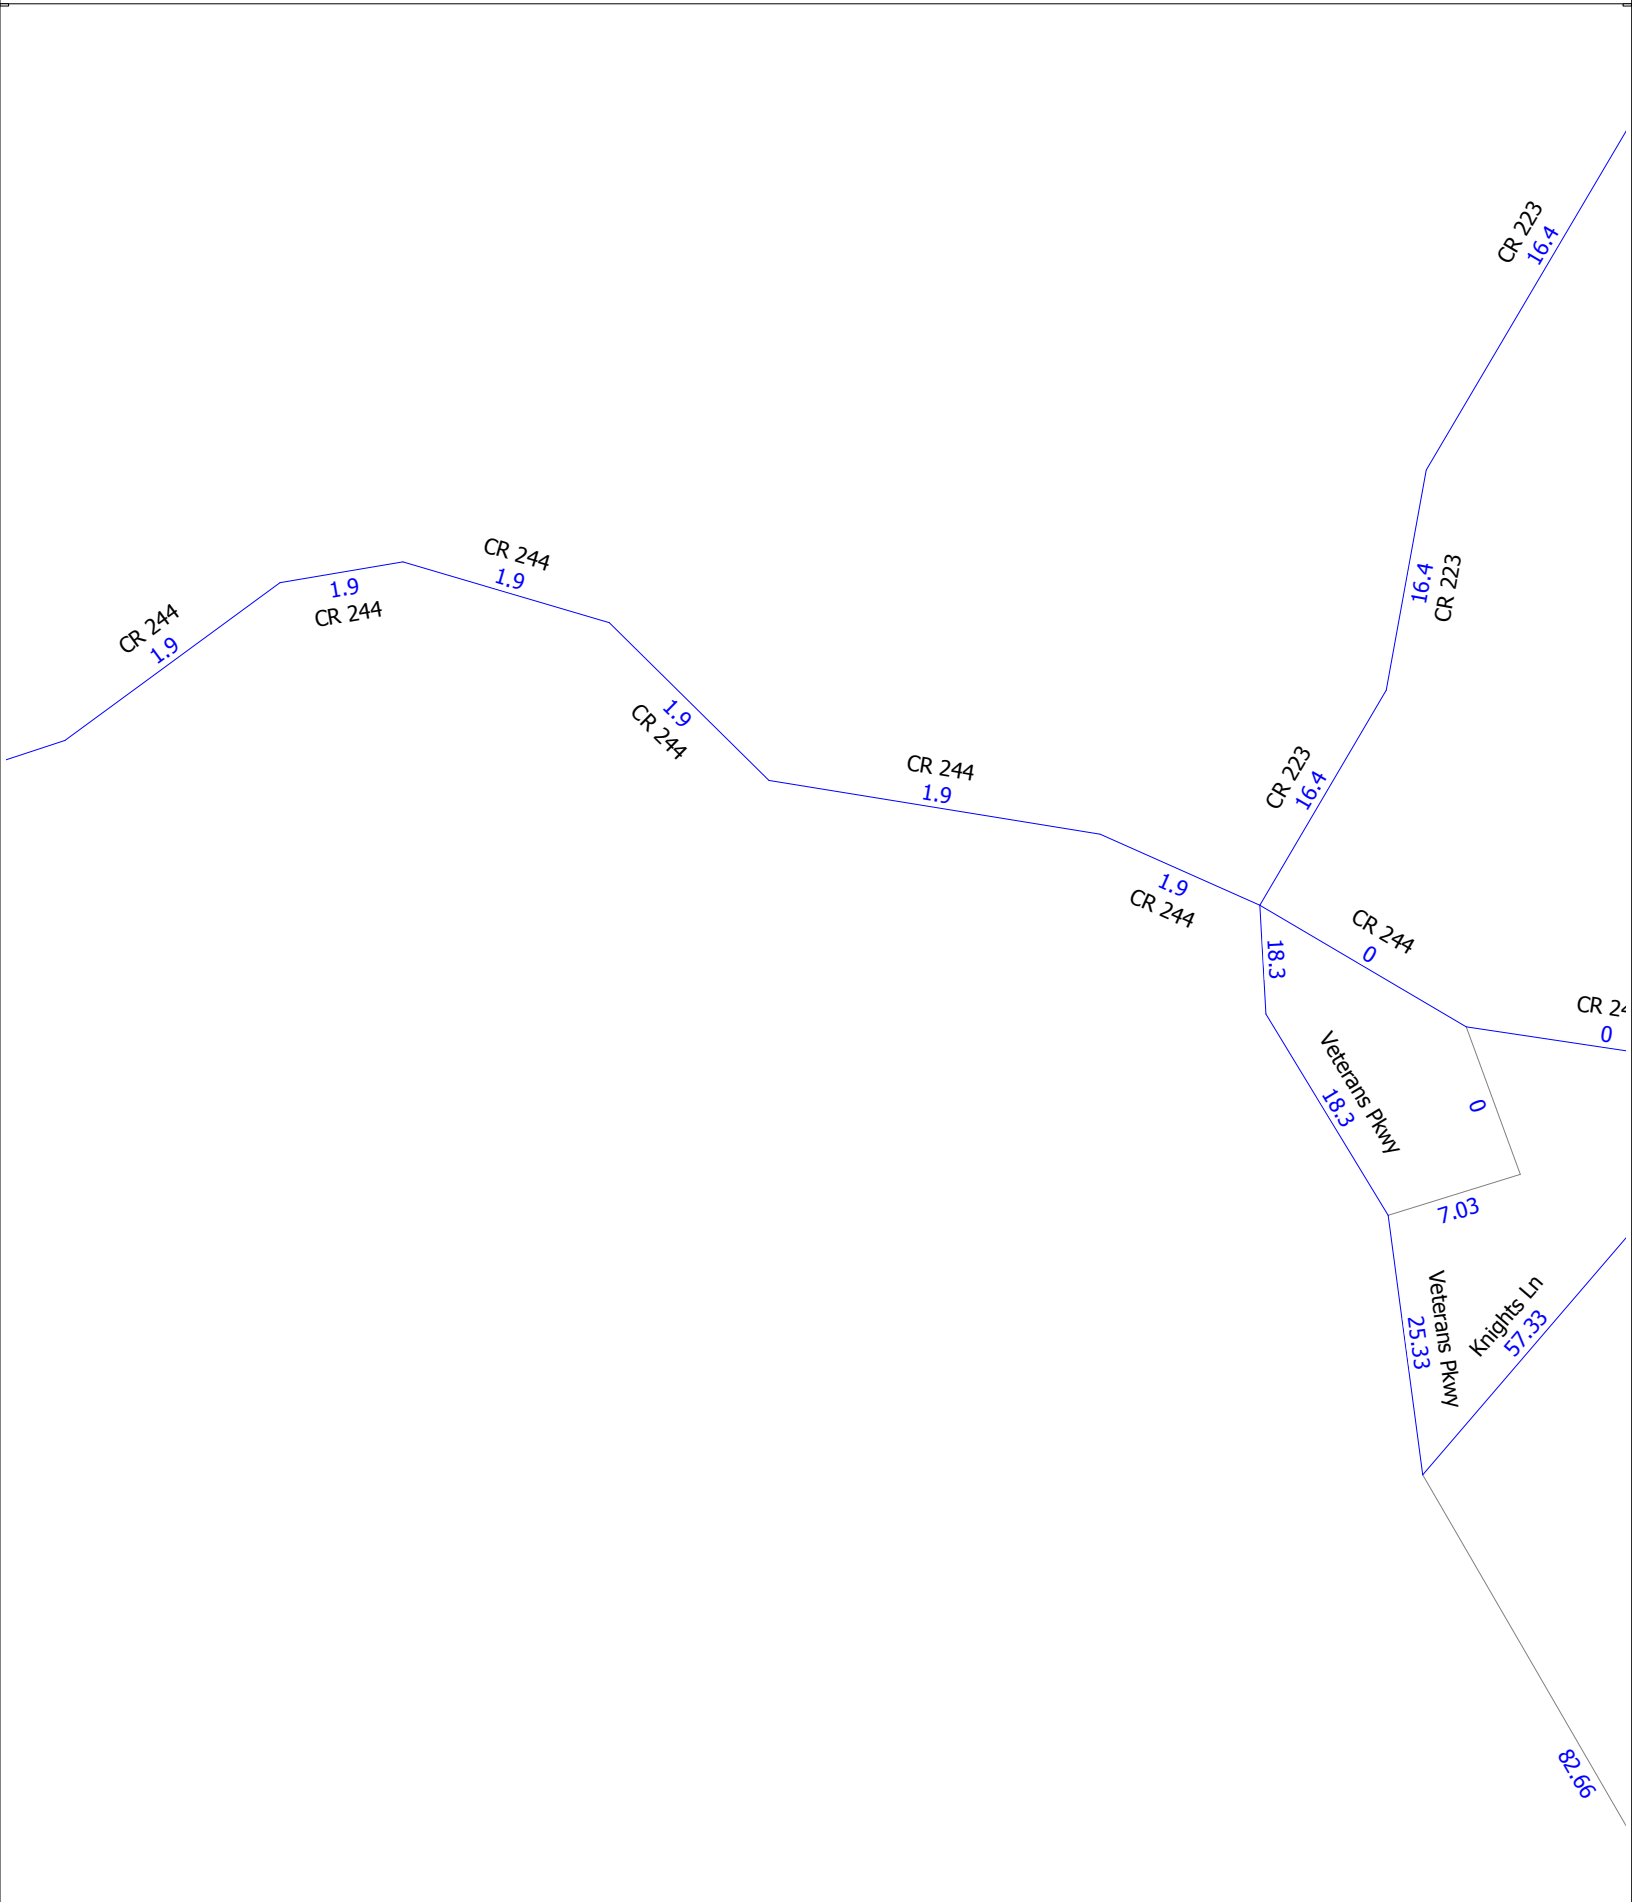 CR 223
16.4
CR 244
1.9
CR 244
1.9
1.9
CR 244
16.4
CR 223
1.9
CR 244
CR 244
1.9
CR 223
16.4
1.9
CR 244
CR 244
0
18.3
CR 24
0
Veterans Pkwy
18.3
0
7.03
Veterans Pkwy
25.33
Knights Ln
57.33
82.66